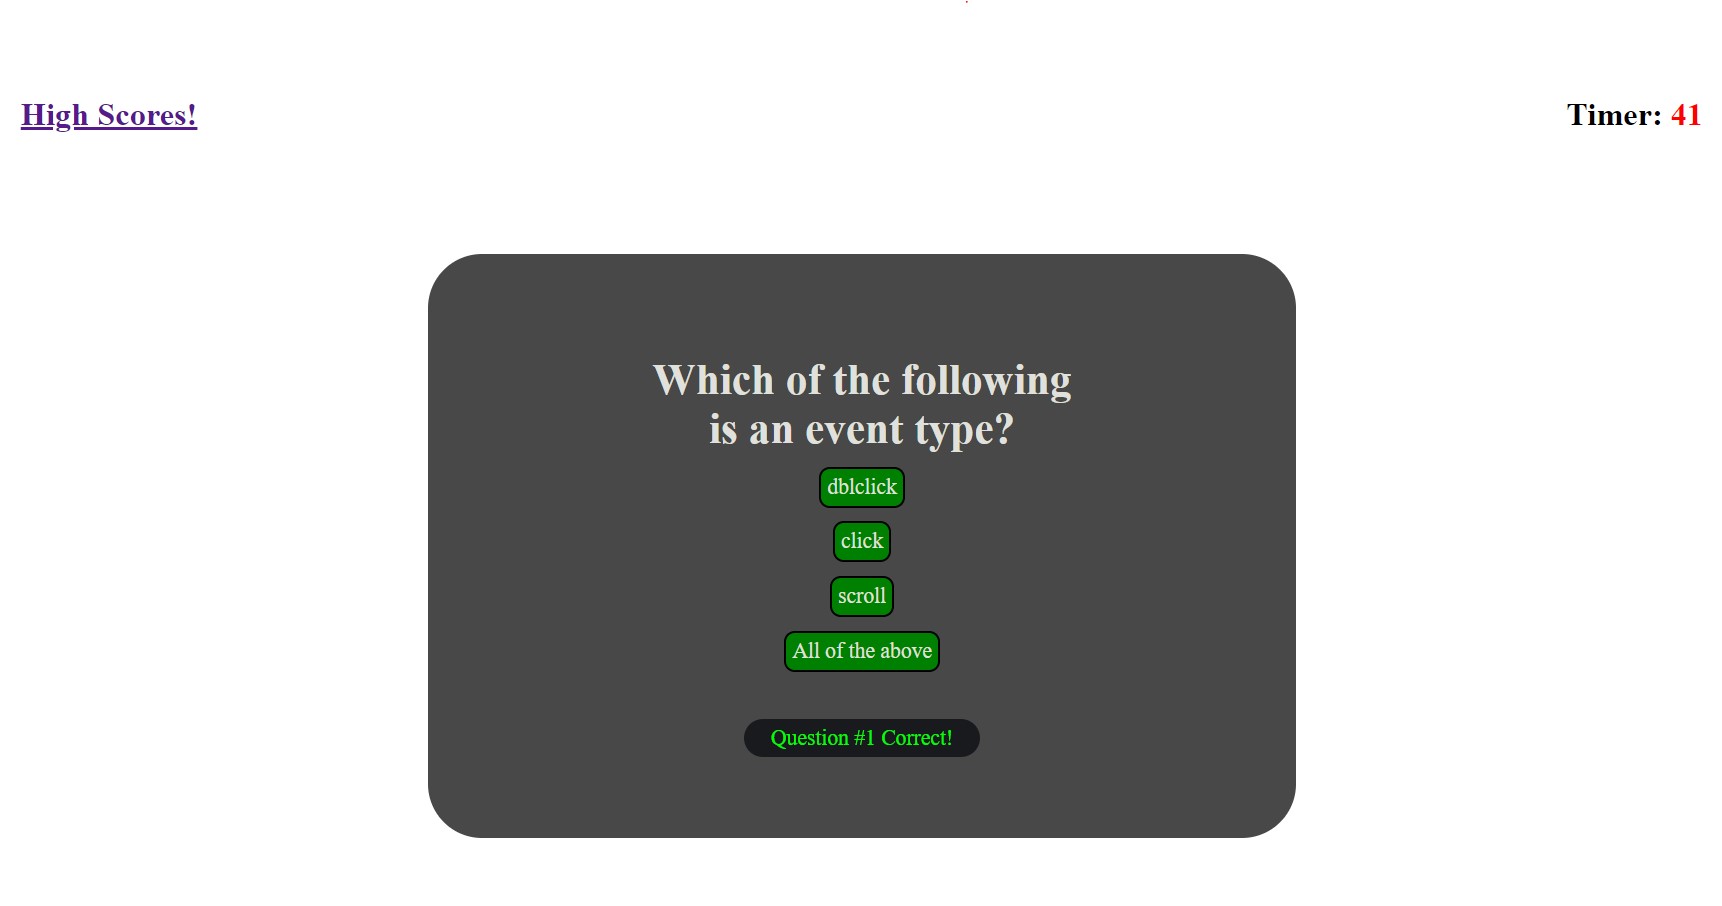 High Scores!
Timer: 41
Which of the following
is an event type?
dblclick
click
scroll
All of the above
Question #1 Correct!